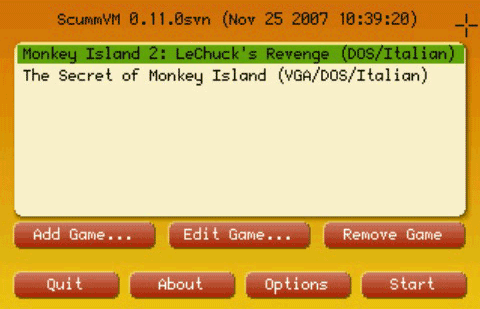 ScummVM 0.11.0svn (Nov 25 2007 10:39:20)
Monkey Island 2: LeChuck's Revenge (DOS/Italian)
The Secret of Monkey Island (VGA/DOS/Italian)
Add Game... Edit Game... Remove Game
Quit About Options Start